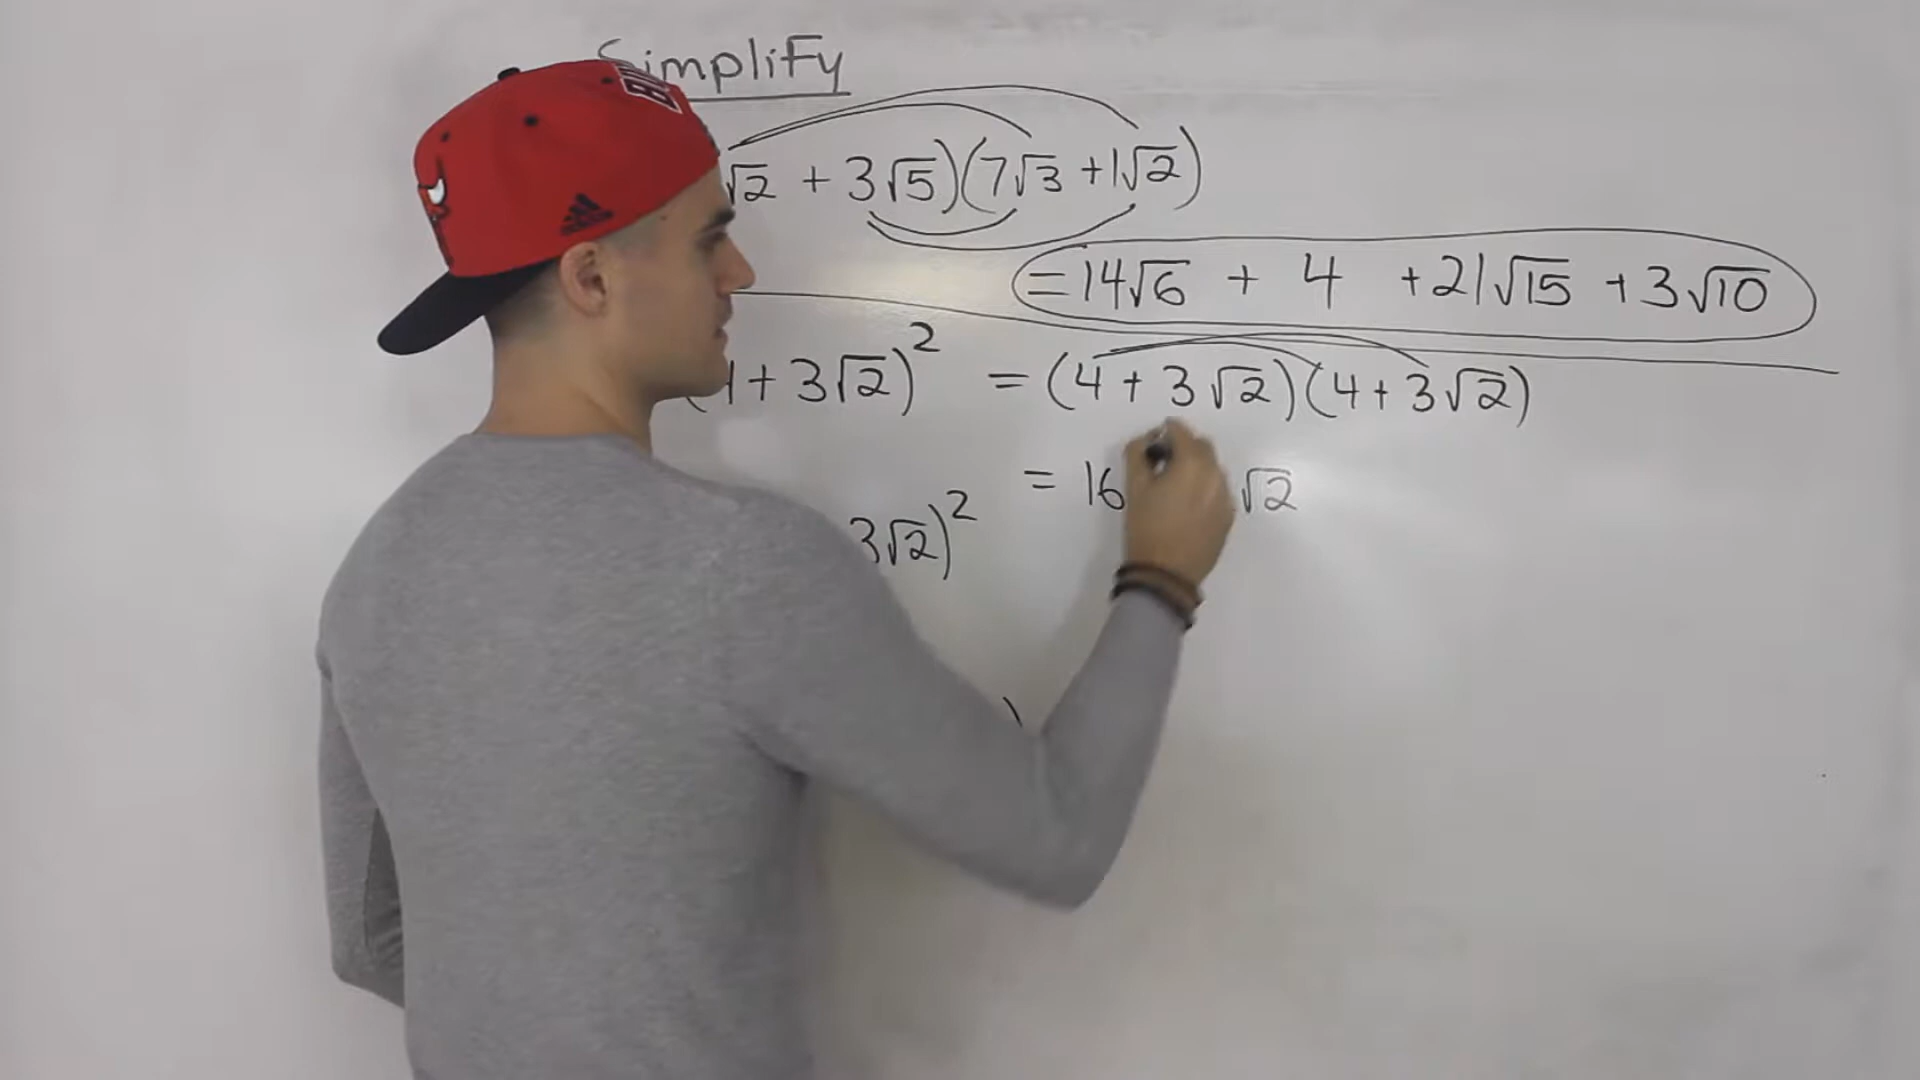 Simplify
√2 + 3√5)(7√3 + 1√2)
= 14√6 + 4 + 21√15 + 3√10
+ 3√2)² = (4 + 3√2)(4 + 3√2)
= 16 √2
3√2)²
)